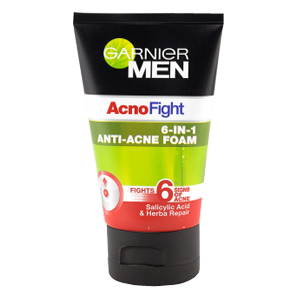 GARNIER
MEN
AcnoFight
6-IN-1
ANTI-ACNE FOAM
FIGHTS 6 SIGNS OF ACNE
Salicylic Acid
& Herba Repair